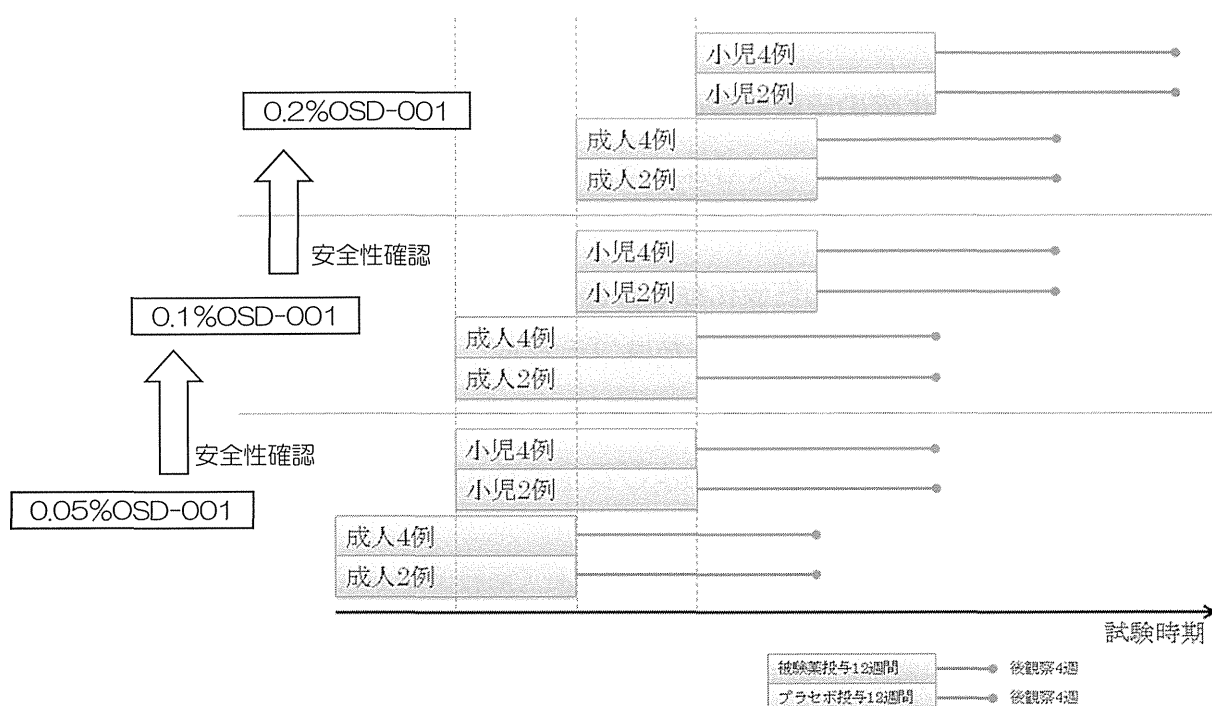 小児4例
小児2例
0.2%OSD-001
成人4例
成人2例
安全性確認
小児4例
小児2例
0.1%OSD-001
成人4例
成人2例
安全性確認
小児4例
小児2例
0.05%OSD-001
成人4例
成人2例
試験時期
被験薬投与12週間 後観察4週
プラセボ投与12週間 後観察4週